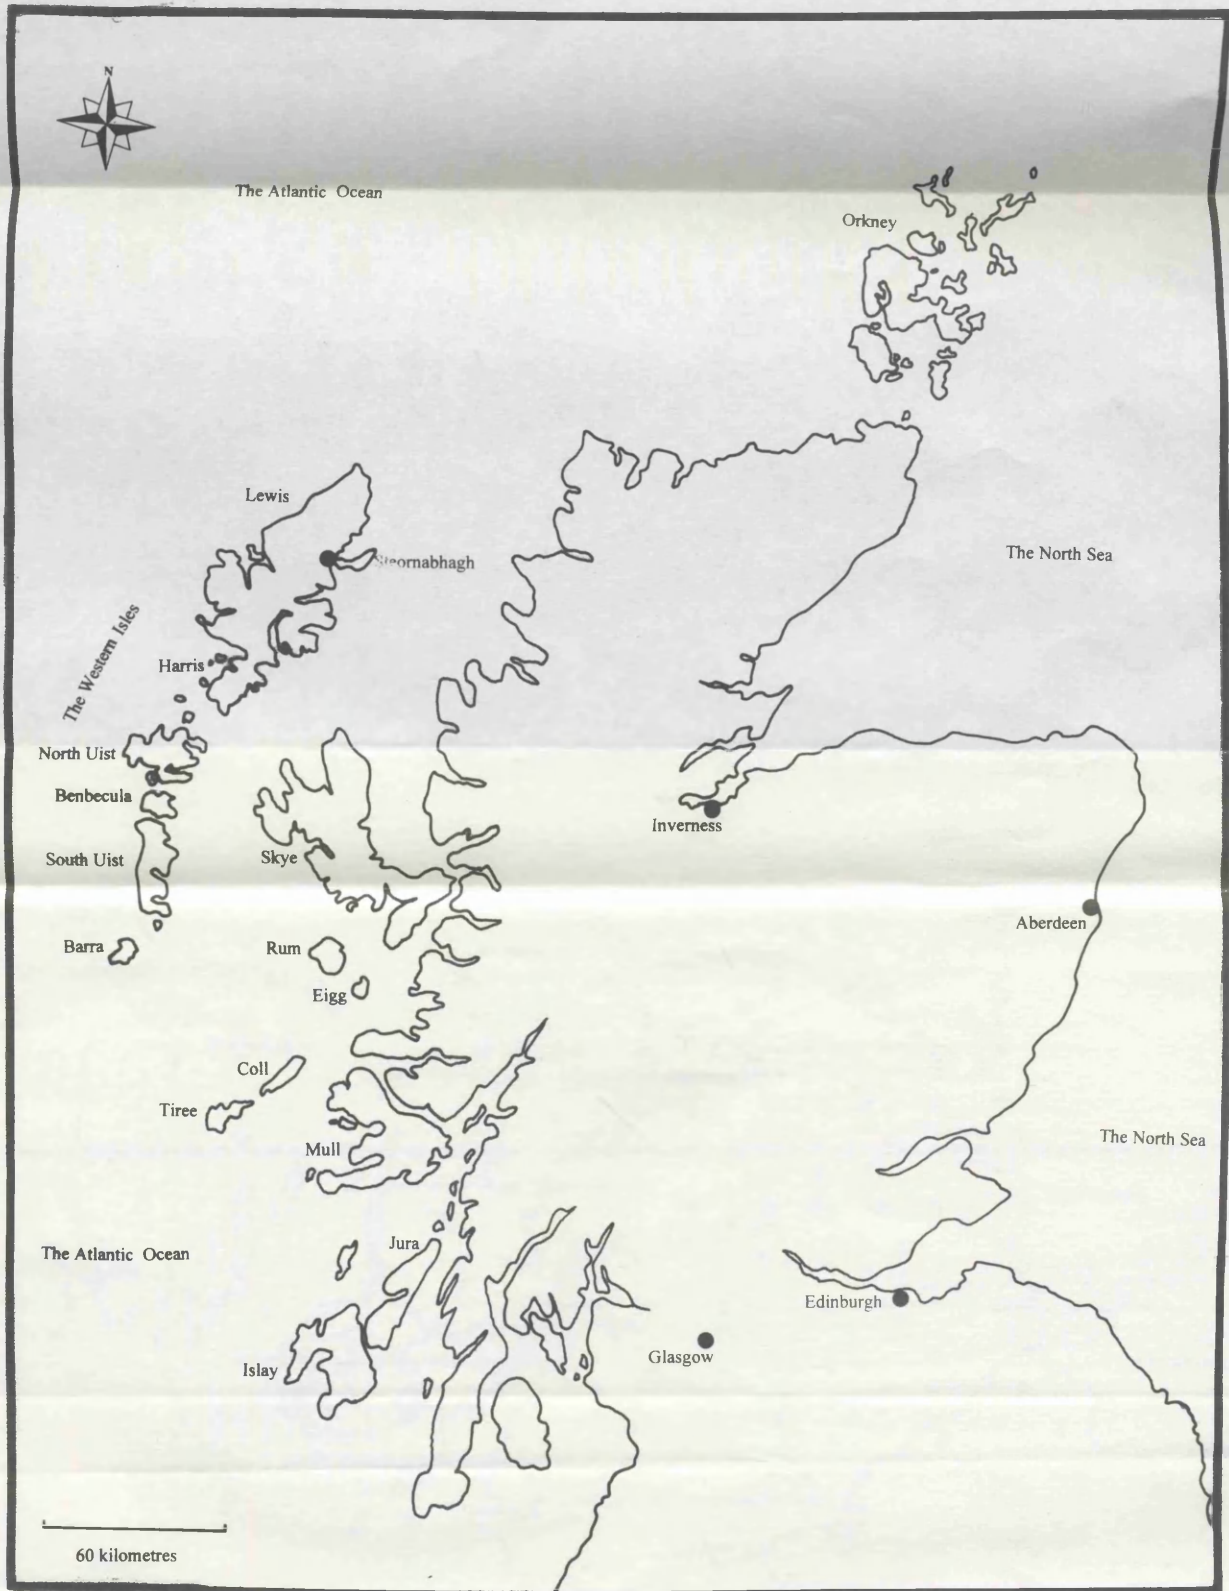 N
The Atlantic Ocean
Orkney
Lewis
The North Sea
The Western Isles
Harris
North Uist
Benbecula
Inverness
South Uist
Skye
Aberdeen
Barra
Rum
Eigg
Coll
Tiree
The North Sea
Mull
Jura
The Atlantic Ocean
Edinburgh
Glasgow
Islay
60 kilometres